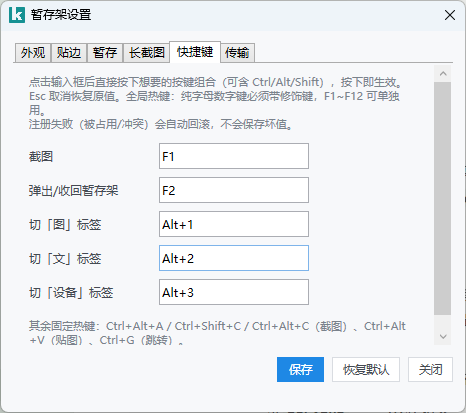 暂存架设置
外观 贴边 暂存 长截图 快捷键 传输
点击输入框后直接按下想要的按键组合（可含 Ctrl/Alt/Shift），按下即生效。
Esc 取消恢复原值。全局热键：纯字母数字键必须带修饰键，F1~F12 可单独
用。
注册失败（被占用/冲突）会自动回滚，不会保存坏值。
截图 F1
弹出/收回暂存架 F2
切「图」标签 Alt+1
切「文」标签 Alt+2
切「设备」标签 Alt+3
其余固定热键：Ctrl+Alt+A / Ctrl+Shift+C / Ctrl+Alt+C（截图）、Ctrl+Alt
+V（贴图）、Ctrl+G（跳转）。
保存 恢复默认 关闭